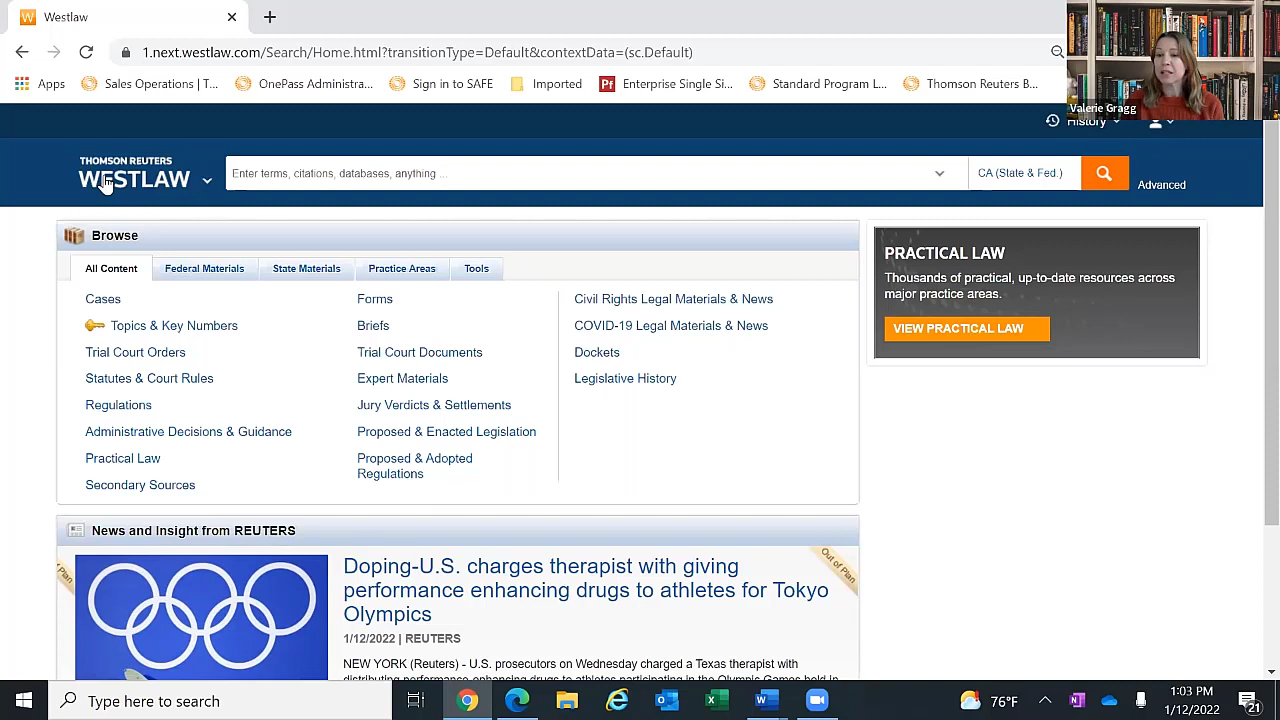 Westlaw
1.next.westlaw.com/Search/Home.html?transitionType=Default&contextData=(sc.Default)
Apps
Sales Operations | T...
OnePass Administra...
Sign in to SAFE
Imported
Enterprise Single Si...
Standard Program L...
Thomson Reuters B...
Valerie Gragg
History
THOMSON REUTERS
WESTLAW
Enter terms, citations, databases, anything ...
CA (State & Fed.)
Advanced
Browse
All Content
Federal Materials
State Materials
Practice Areas
Tools
Cases
Topics & Key Numbers
Trial Court Orders
Statutes & Court Rules
Regulations
Administrative Decisions & Guidance
Practical Law
Secondary Sources
Forms
Briefs
Trial Court Documents
Expert Materials
Jury Verdicts & Settlements
Proposed & Enacted Legislation
Proposed & Adopted
Regulations
Civil Rights Legal Materials & News
COVID-19 Legal Materials & News
Dockets
Legislative History
PRACTICAL LAW
Thousands of practical, up-to-date resources across
major practice areas.
VIEW PRACTICAL LAW
News and Insight from REUTERS
Doping-U.S. charges therapist with giving
performance enhancing drugs to athletes for Tokyo
Olympics
1/12/2022 | REUTERS
NEW YORK (Reuters) - U.S. prosecutors on Wednesday charged a Texas therapist with
Out of Plan
Type here to search
76°F
1:03 PM
1/12/2022
21